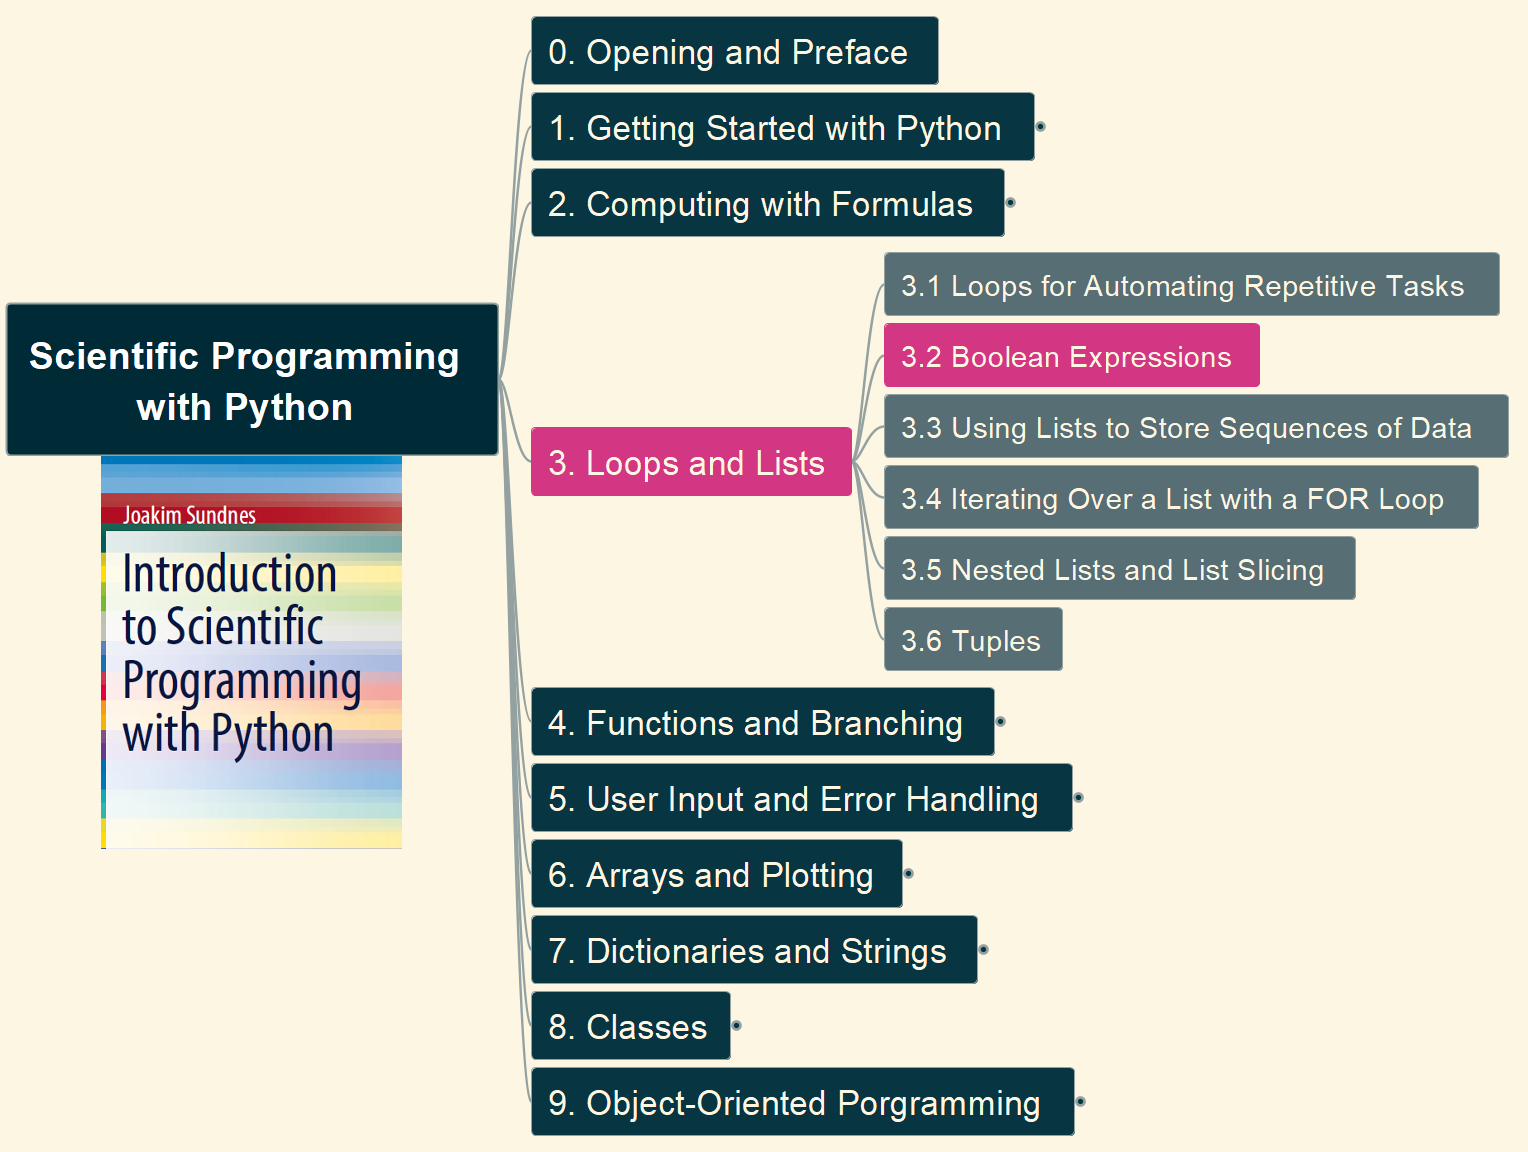 Scientific Programming
with Python
Joakim Sundnes
Introduction
to Scientific
Programming
with Python
0. Opening and Preface
1. Getting Started with Python
2. Computing with Formulas
3. Loops and Lists
3.1 Loops for Automating Repetitive Tasks
3.2 Boolean Expressions
3.3 Using Lists to Store Sequences of Data
3.4 Iterating Over a List with a FOR Loop
3.5 Nested Lists and List Slicing
3.6 Tuples
4. Functions and Branching
5. User Input and Error Handling
6. Arrays and Plotting
7. Dictionaries and Strings
8. Classes
9. Object-Oriented Porgramming